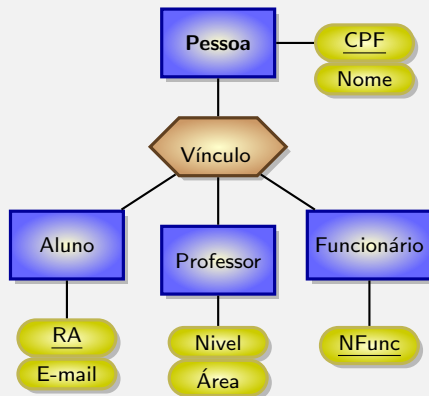 Pessoa
CPF
Nome
Vínculo
Aluno
Professor
Funcionário
RA
E-mail
Nivel
Área
NFunc